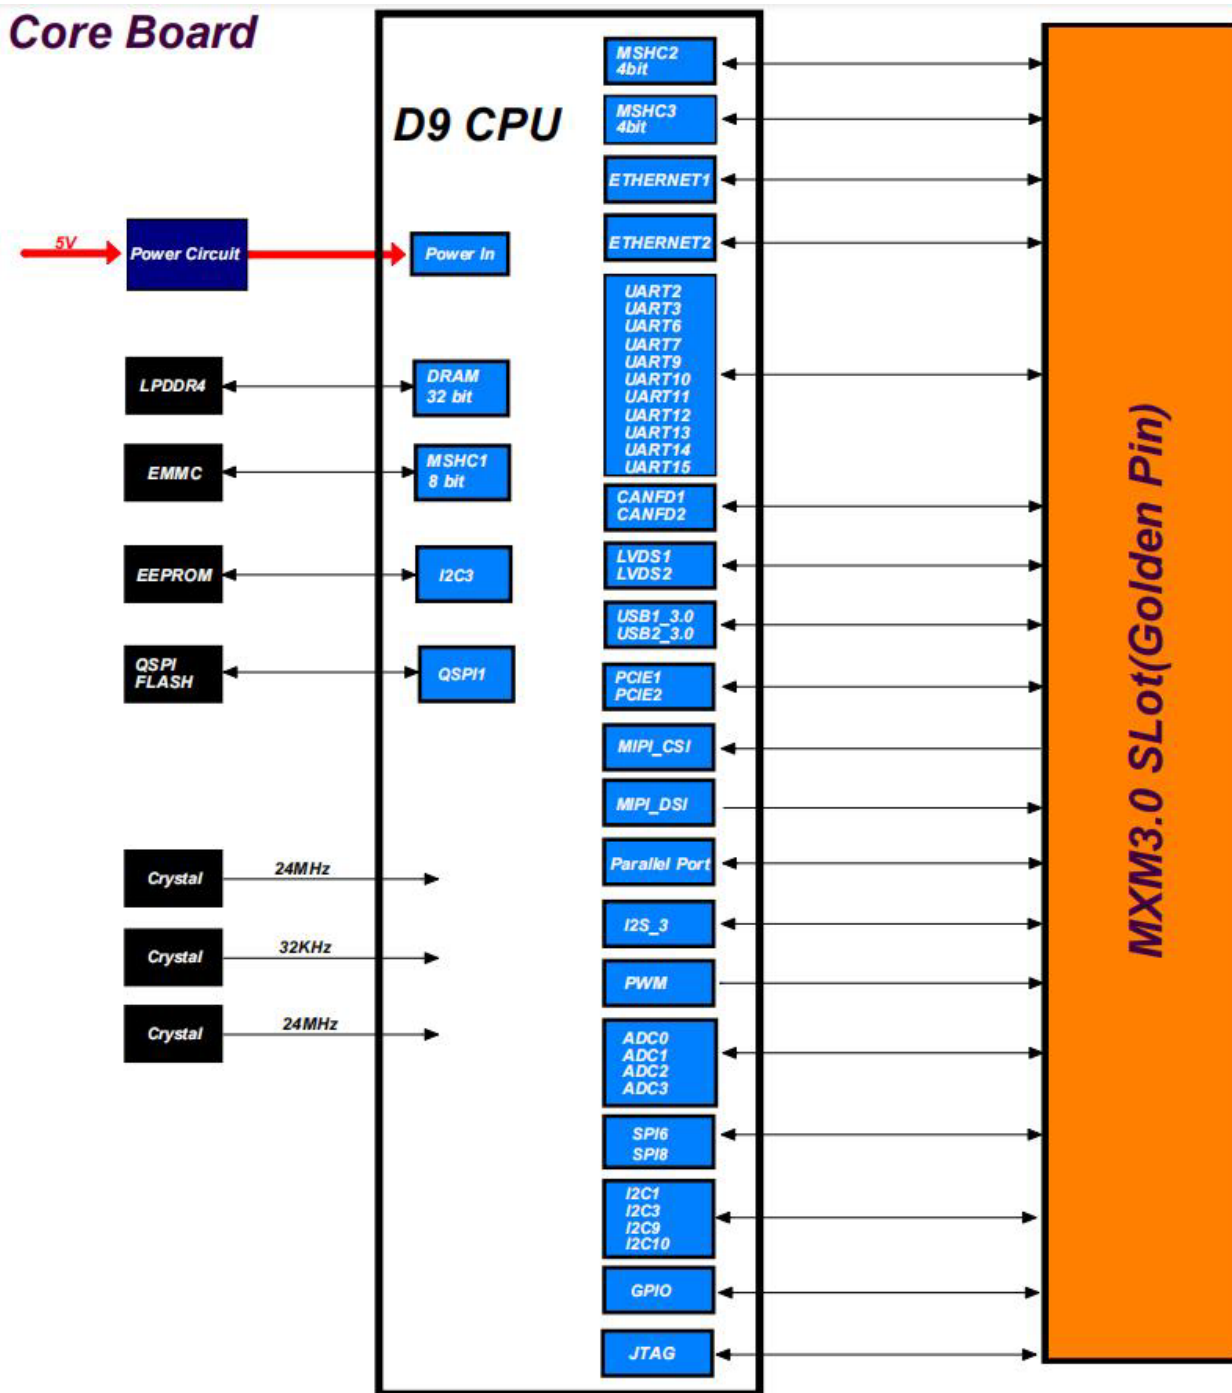 Core Board
D9 CPU
5V
Power Circuit
Power In
LPDDR4
DRAM
32 bit
EMMC
MSHC1
8 bit
EEPROM
I2C3
QSPI
FLASH
QSPI1
Crystal
24MHz
Crystal
32KHz
Crystal
24MHz
MSHC2
4bit
MSHC3
4bit
ETHERNET1
ETHERNET2
UART2
UART3
UART6
UART7
UART9
UART10
UART11
UART12
UART13
UART14
UART15
CANFD1
CANFD2
LVDS1
LVDS2
USB1_3.0
USB2_3.0
PCIE1
PCIE2
MIPI_CSI
MIPI_DSI
Parallel Port
I2S_3
PWM
ADC0
ADC1
ADC2
ADC3
SPI6
SPI8
I2C1
I2C3
I2C9
I2C10
GPIO
JTAG
MXM3.0 SLot(Golden Pin)